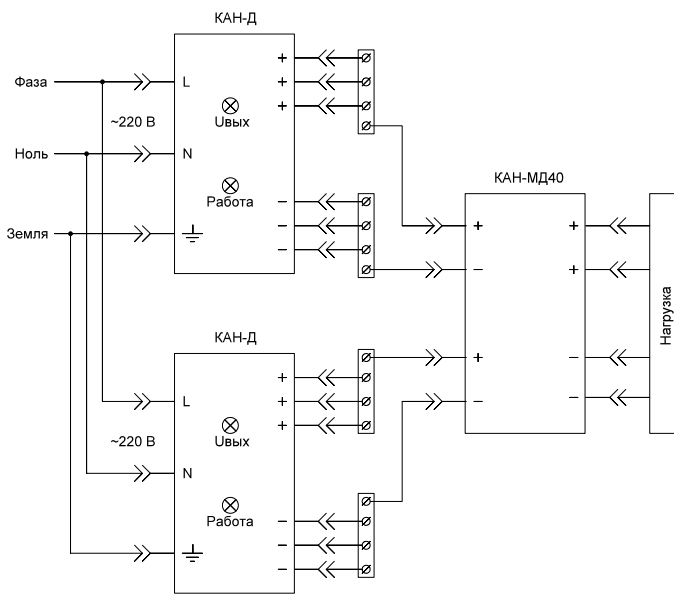 КАН-Д
Фаза
L
+
+
+
~220 В
Uвых
Ноль
N
Работа
Земля
−
−
−
КАН-МД40
+
−
+
−
+
+
−
−
Нагрузка
КАН-Д
L
+
+
+
~220 В
Uвых
N
Работа
−
−
−